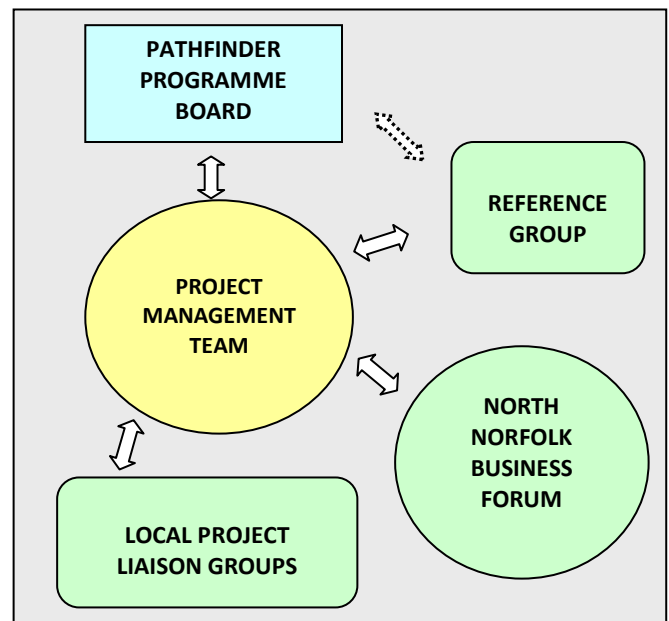 PATHFINDER
PROGRAMME
BOARD
REFERENCE
GROUP
PROJECT
MANAGEMENT
TEAM
NORTH
NORFOLK
BUSINESS
FORUM
LOCAL PROJECT
LIAISON GROUPS